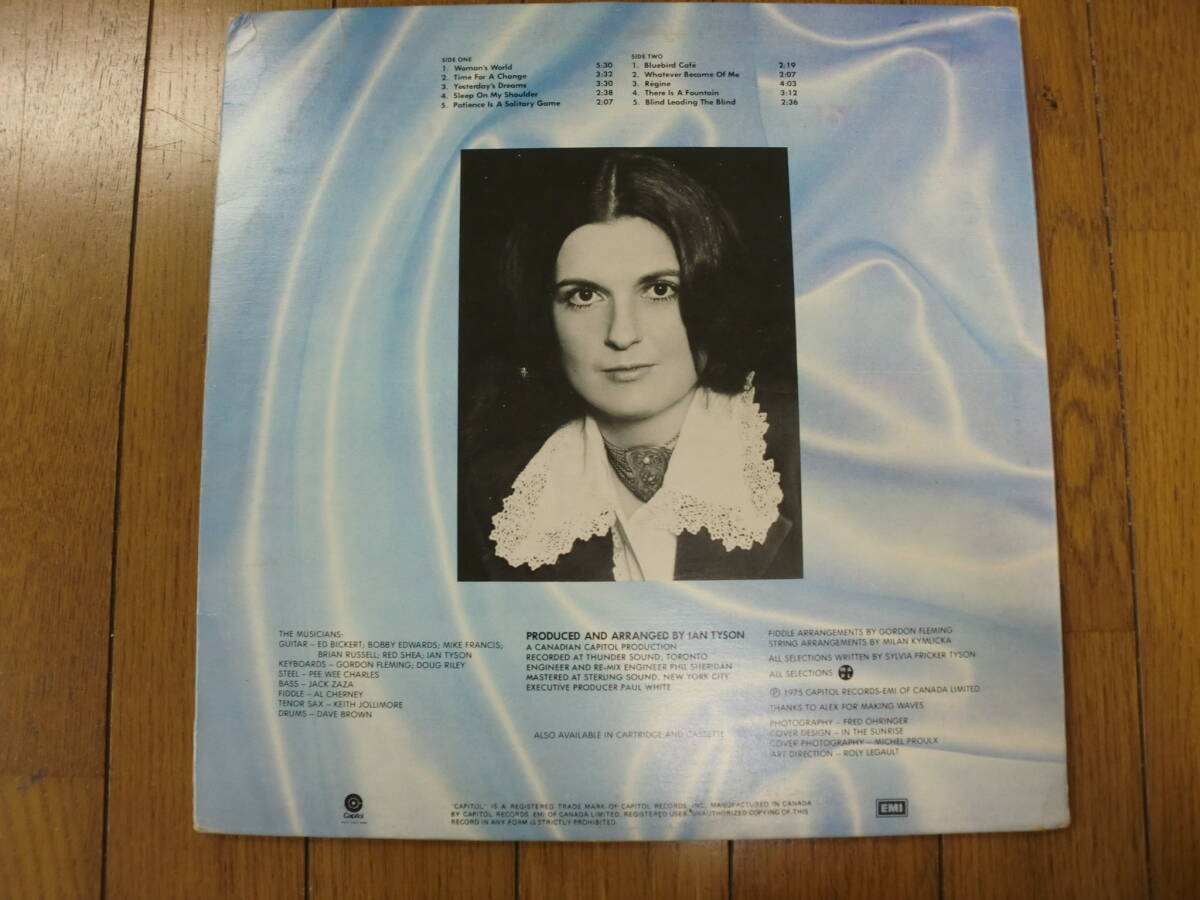 SIDE ONE
1. Woman's World 5:30
2. Time For A Change 3:32
3. Yesterday's Dreams 3:30
4. Sleep On My Shoulder 2:38
5. Patience Is A Solitary Game 2:07
SIDE TWO
1. Bluebird Café 2:19
2. Whatever Became Of Me 2:07
3. Régine 4:03
4. There Is A Fountain 3:12
5. Blind Leading The Blind 2:36
THE MUSICIANS:
GUITAR – ED BICKERT; BOBBY EDWARDS; MIKE FRANCIS;
BRIAN RUSSELL; RED SHEA; IAN TYSON
KEYBOARDS – GORDON FLEMING; DOUG RILEY
STEEL – PEE WEE CHARLES
BASS – JACK ZAZA
FIDDLE – AL CHERNEY
TENOR SAX – KEITH JOLLIMORE
DRUMS – DAVE BROWN
PRODUCED AND ARRANGED BY IAN TYSON
A CANADIAN CAPITOL PRODUCTION
RECORDED AT THUNDER SOUND, TORONTO
ENGINEER AND RE-MIX ENGINEER PHIL SHERIDAN
MASTERED AT STERLING SOUND, NEW YORK CITY
EXECUTIVE PRODUCER PAUL WHITE
ALSO AVAILABLE IN CARTRIDGE AND CASSETTE
FIDDLE ARRANGEMENTS BY GORDON FLEMING
STRING ARRANGEMENTS BY MILAN KYMLICKA
ALL SELECTIONS WRITTEN BY SYLVIA FRICKER TYSON
ALL SELECTIONS
℗ 1975 CAPITOL RECORDS-EMI OF CANADA LIMITED
THANKS TO ALEX FOR MAKING WAVES
PHOTOGRAPHY – FRED OHRINGER
COVER DESIGN – IN THE SUNRISE
COVER PHOTOGRAPHY – MICHEL PROULX
ART DIRECTION – ROLY LEGAULT
Capitol
"CAPITOL" IS A REGISTERED TRADE MARK OF CAPITOL RECORDS, INC. MANUFACTURED IN CANADA
BY CAPITOL RECORDS EMI OF CANADA LIMITED, REGISTERED USER. UNAUTHORIZED COPYING OF THIS
RECORD IN ANY FORM IS STRICTLY PROHIBITED.
EMI